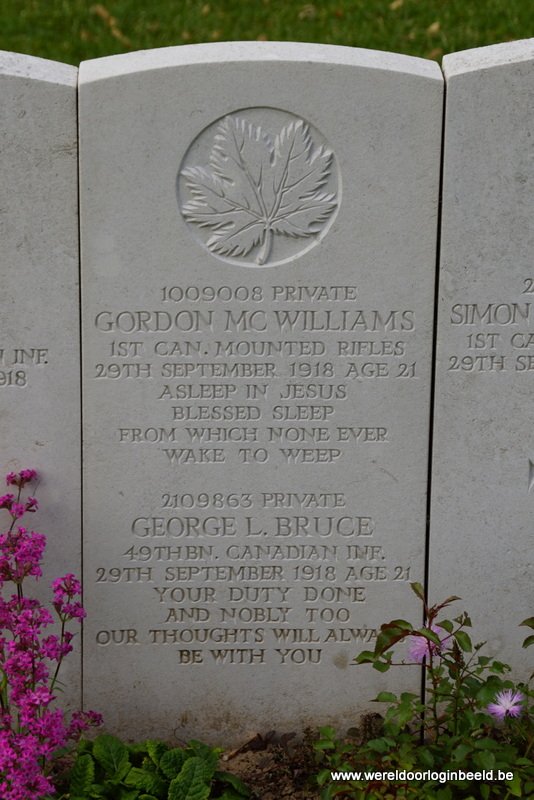 1009008 PRIVATE
GORDON MC WILLIAMS
1ST CAN. MOUNTED RIFLES
29TH SEPTEMBER 1918 AGE 21
ASLEEP IN JESUS
BLESSED SLEEP
FROM WHICH NONE EVER
WAKE TO WEEP
2109863 PRIVATE
GEORGE L. BRUCE
49TH BN. CANADIAN INF.
29TH SEPTEMBER 1918 AGE 21
YOUR DUTY DONE
AND NOBLY TOO
OUR THOUGHTS WILL ALWAYS
BE WITH YOU
INF.
918
2
SIMON
1ST CA
29TH SE
www.wereldoorloginbeeld.be